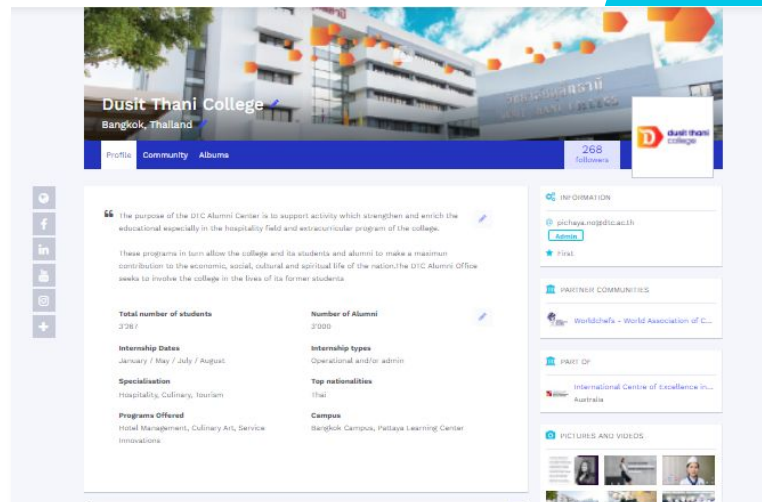 Dusit Thani College
Bangkok, Thailand
Profile Community Albums
268
followers
dusit thani
college
The purpose of the DTC Alumni Center is to support activity which strengthen and enrich the
educational especially in the hospitality field and extracurricular program of the college.
These programs in turn allow the college and its students and alumni to make a maximun
contribution to the economic, social, cultural and spiritual life of the nation.The DTC Alumni Office
seeks to involve the college in the lives of its former students
Total number of students
3'087
Number of Alumni
3'000
Internship Dates
January / May / July / August
Internship types
Operational and/or admin
Specialisation
Hospitality, Culinary, Tourism
Top nationalities
Thai
Programs Offered
Hotel Management, Culinary Art, Service
Innovations
Campus
Bangkok Campus, Pattaya Learning Center
INFORMATION
pichaya.no@dtc.ac.th
Admin
First
PARTNER COMMUNITIES
Worldchefs - World Association of C...
PART OF
International Centre of Excellence in...
Australia
PICTURES AND VIDEOS